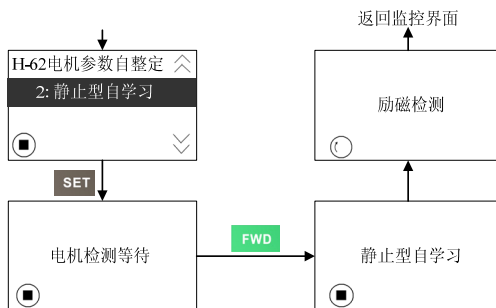 返回监控界面
H-62电机参数自整定
2: 静止型自学习
励磁检测
SET
电机检测等待
FWD
静止型自学习